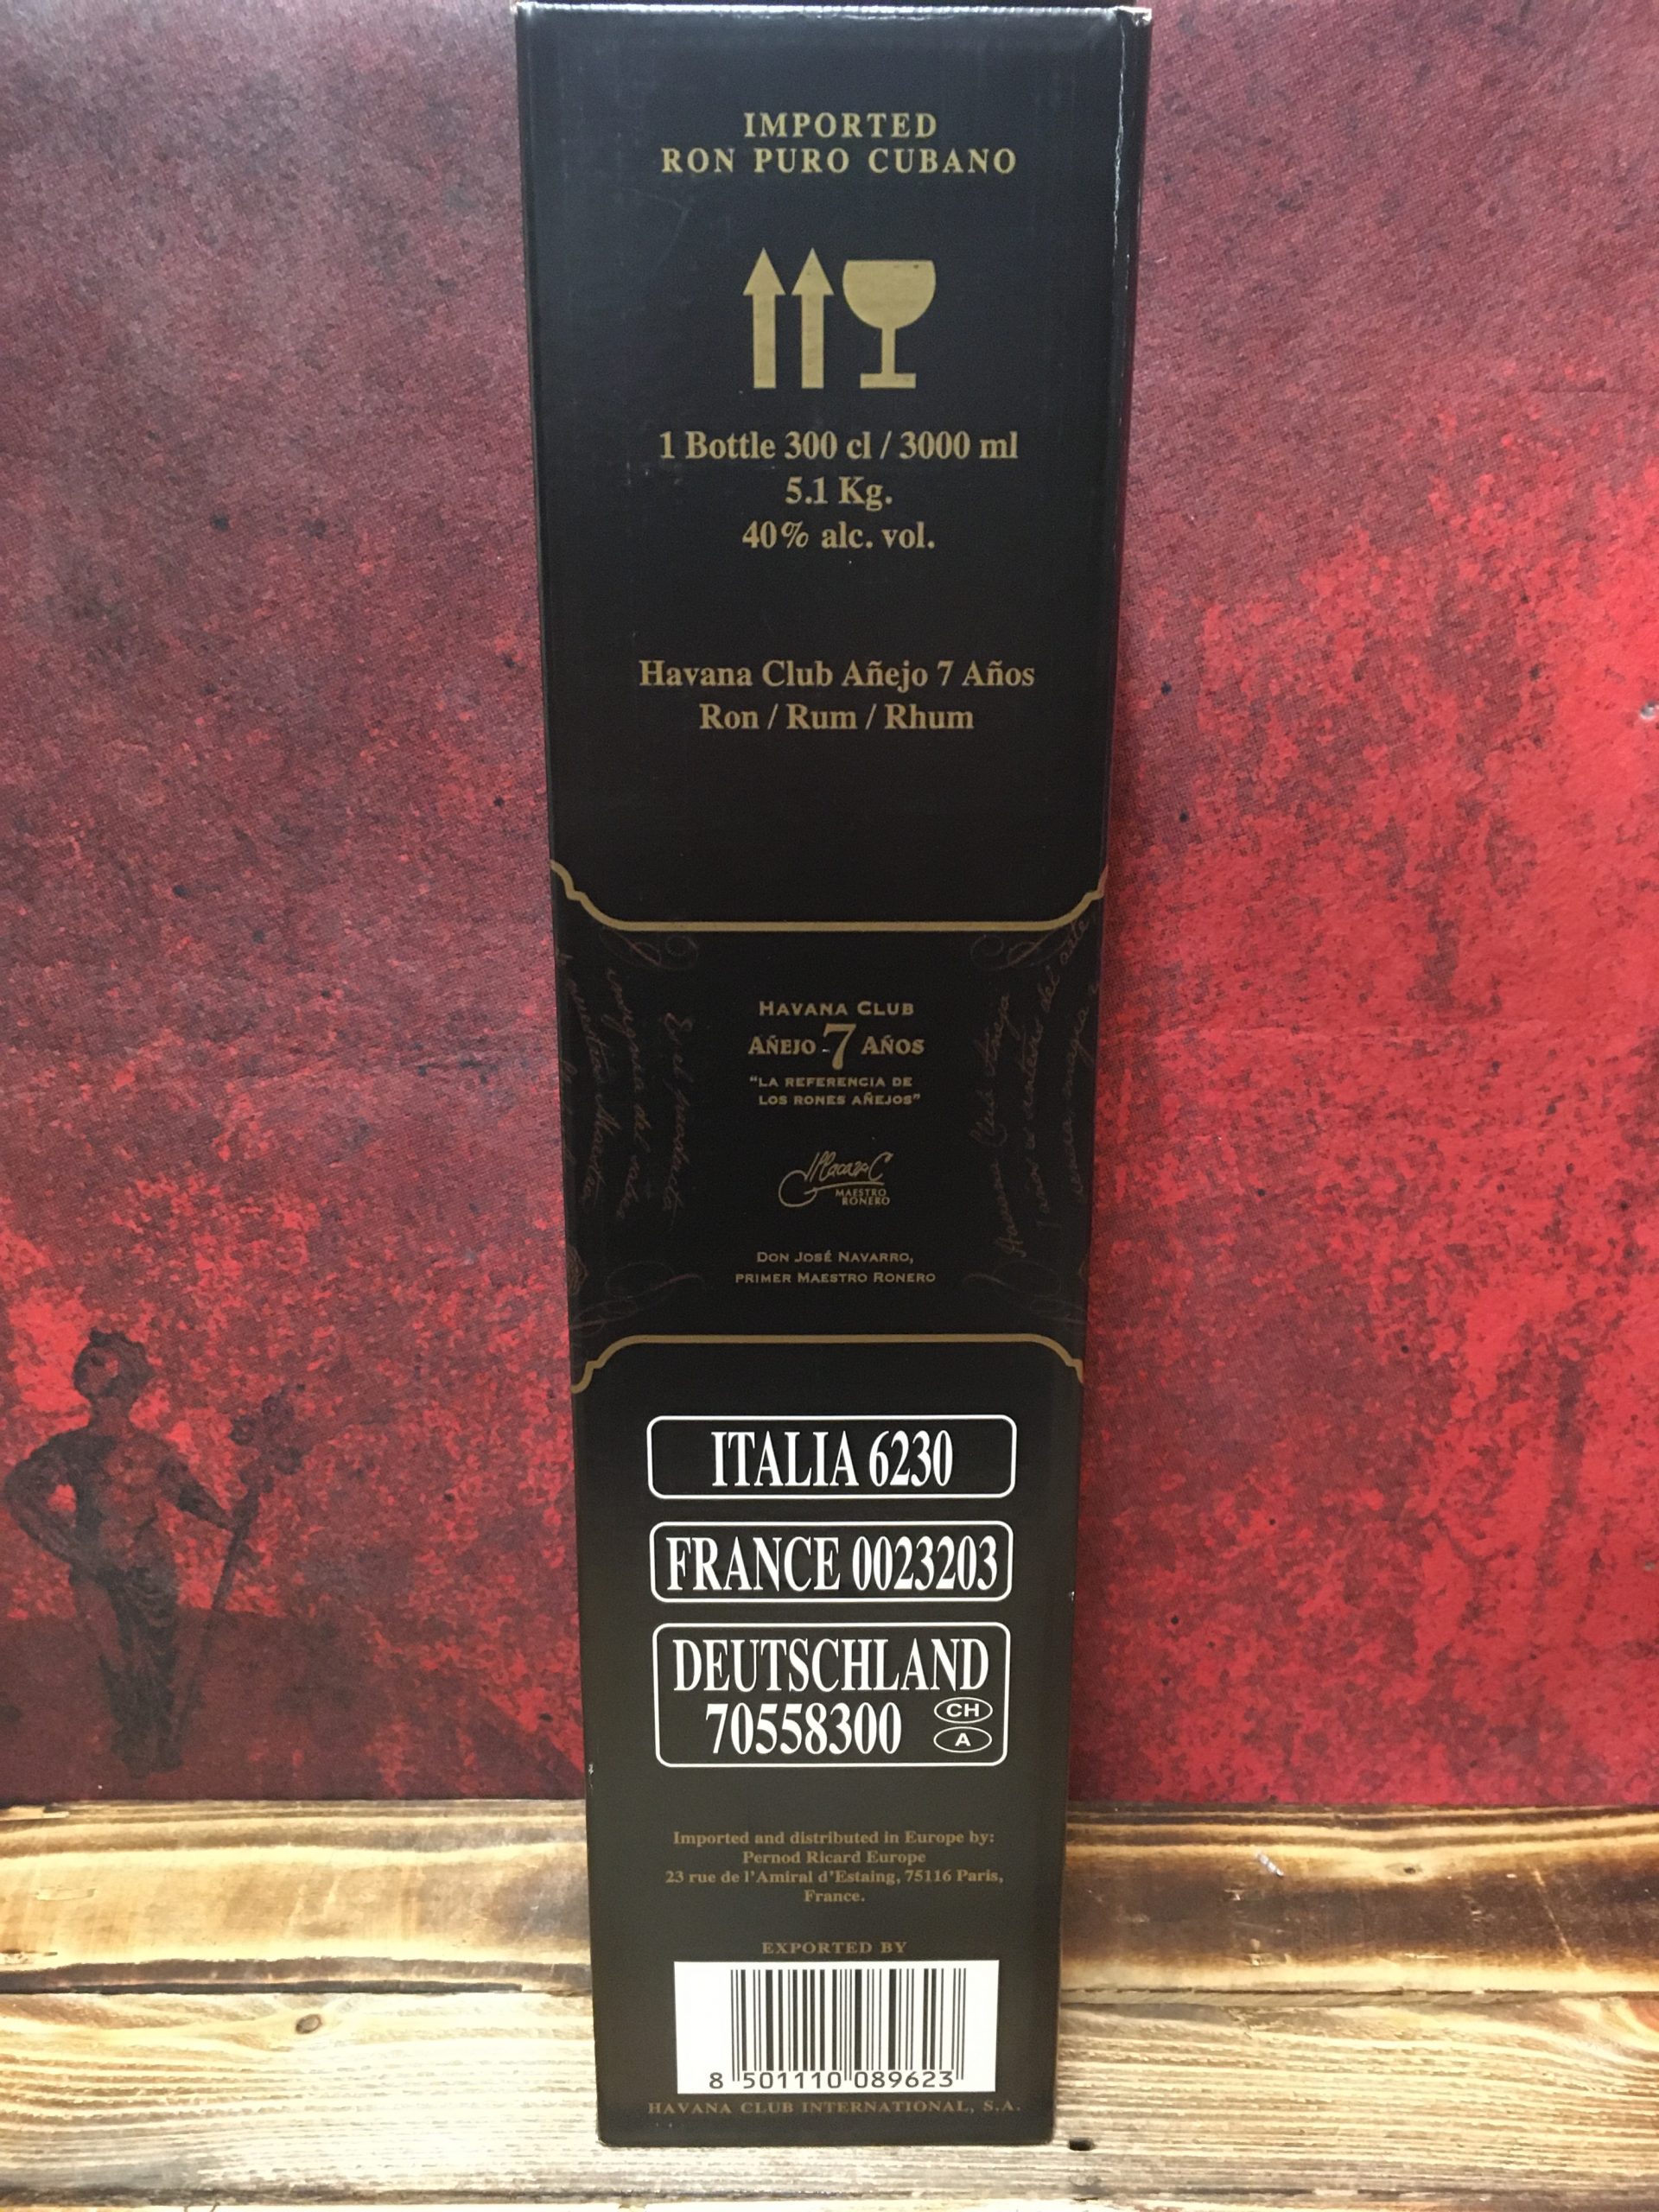 IMPORTED
RON PURO CUBANO
1 Bottle 300 cl / 3000 ml
5.1 Kg.
40% alc. vol.
Havana Club Añejo 7 Años
Ron / Rum / Rhum
HAVANA CLUB
AÑEJO 7 AÑOS
"LA REFERENCIA DE
LOS RONES AÑEJOS"
MAESTRO
RONERO
DON JOSÉ NAVARRO,
PRIMER MAESTRO RONERO
ITALIA 6230
FRANCE 0023203
DEUTSCHLAND
70558300 CH
A
Imported and distributed in Europe by:
Pernod Ricard Europe
23 rue de l'Amiral d'Estaing, 75116 Paris,
France.
EXPORTED BY
8 501110 089623
HAVANA CLUB INTERNATIONAL, S.A.